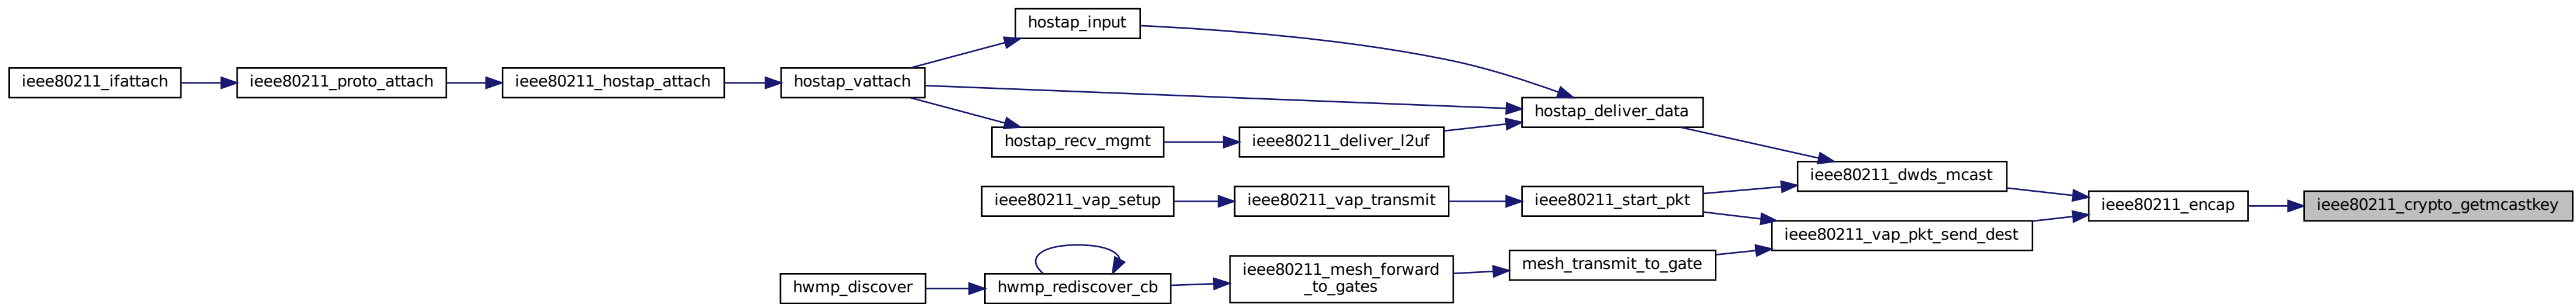 hostap_input
ieee80211_ifattach
ieee80211_proto_attach
ieee80211_hostap_attach
hostap_vattach
hostap_deliver_data
hostap_recv_mgmt
ieee80211_deliver_l2uf
ieee80211_dwds_mcast
ieee80211_vap_setup
ieee80211_vap_transmit
ieee80211_start_pkt
ieee80211_encap
ieee80211_crypto_getmcastkey
ieee80211_vap_pkt_send_dest
mesh_transmit_to_gate
ieee80211_mesh_forward
_to_gates
hwmp_rediscover_cb
hwmp_discover